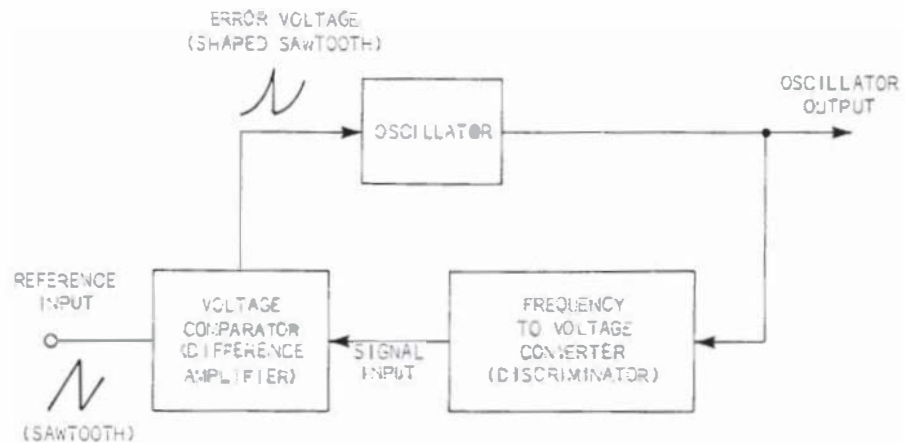 ERROR VOLTAGE
(SHAPED SAWTOOTH)
OSCILLATOR
OSCILLATOR
OUTPUT
REFERENCE
INPUT
VOLTAGE
COMPARATOR
(DIFFERENCE
AMPLIFIER)
SIGNAL
INPUT
FREQUENCY
TO VOLTAGE
CONVERTER
(DISCRIMINATOR)
(SAWTOOTH)